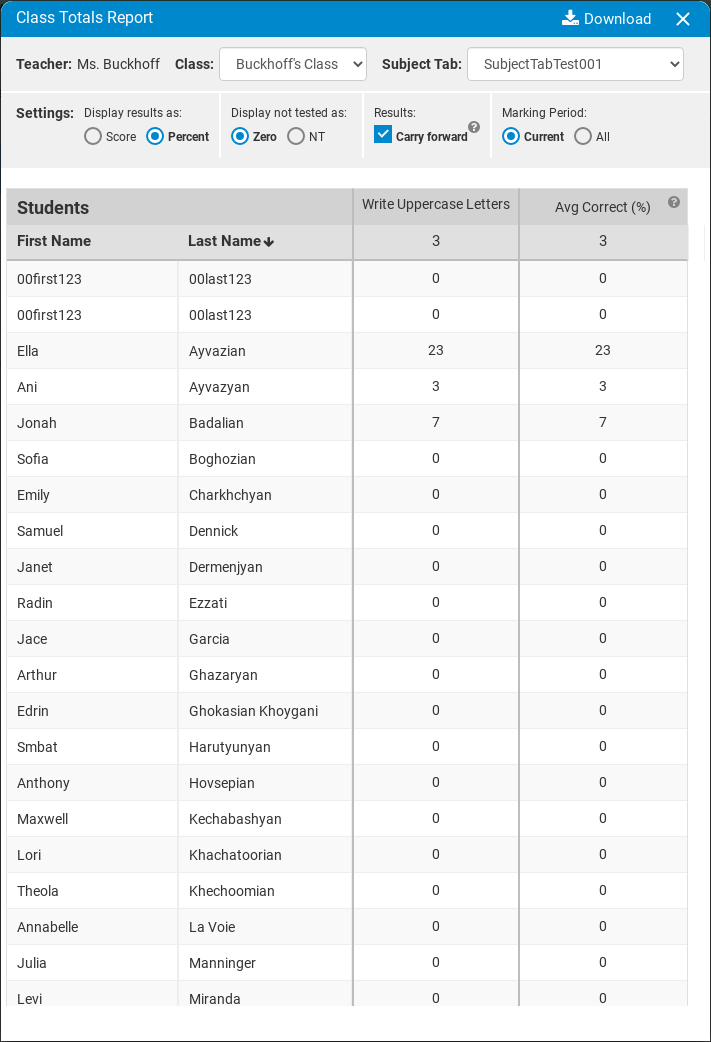 Class Totals Report Download
Teacher: Ms. Buckhoff Class: Buckhoff's Class Subject Tab: SubjectTabTest001
Settings: Display results as: Display not tested as: Results: Marking Period:
Score Percent Zero NT Carry forward ? Current All
Students Write Uppercase Letters Avg Correct (%) ?
First Name Last Name 3 3
00first123 00last123 0 0
00first123 00last123 0 0
Ella Ayvazian 23 23
Ani Ayvazyan 3 3
Jonah Badalian 7 7
Sofia Boghozian 0 0
Emily Charkhchyan 0 0
Samuel Dennick 0 0
Janet Dermenjyan 0 0
Radin Ezzati 0 0
Jace Garcia 0 0
Arthur Ghazaryan 0 0
Edrin Ghokasian Khoygani 0 0
Smbat Harutyunyan 0 0
Anthony Hovsepian 0 0
Maxwell Kechabashyan 0 0
Lori Khachatoorian 0 0
Theola Khechoomian 0 0
Annabelle La Voie 0 0
Julia Manninger 0 0
Levi Miranda 0 0